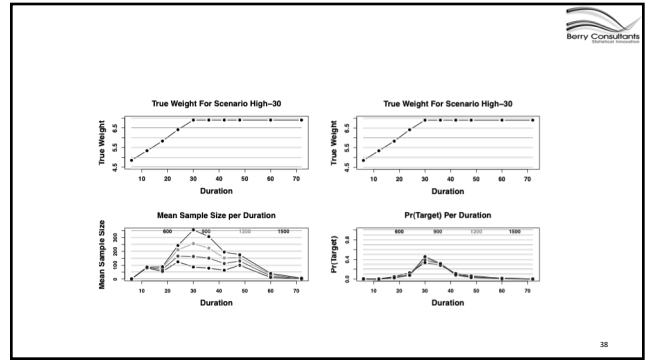 Berry Consultants
Statistical Innovation
True Weight For Scenario High−30
True Weight
4.5 5.5 6.5
10 20 30 40 50 60 70
Duration
True Weight For Scenario High−30
True Weight
4.5 5.5 6.5
10 20 30 40 50 60 70
Duration
Mean Sample Size per Duration
600 900 1200 1500
Mean Sample Size
0 100 200 300
10 20 30 40 50 60 70
Duration
Pr(Target) Per Duration
600 900 1200 1500
Pr(Target)
0.0 0.4 0.8
10 20 30 40 50 60 70
Duration
38